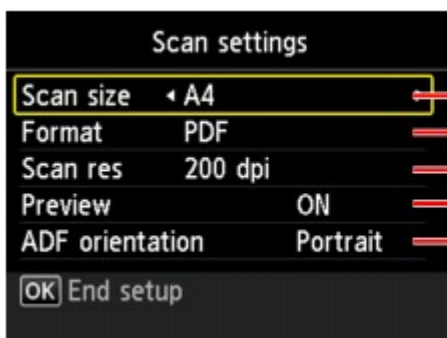 Scan settings
Scan size A4
Format PDF
Scan res 200 dpi
Preview ON
ADF orientation Portrait
OK End setup